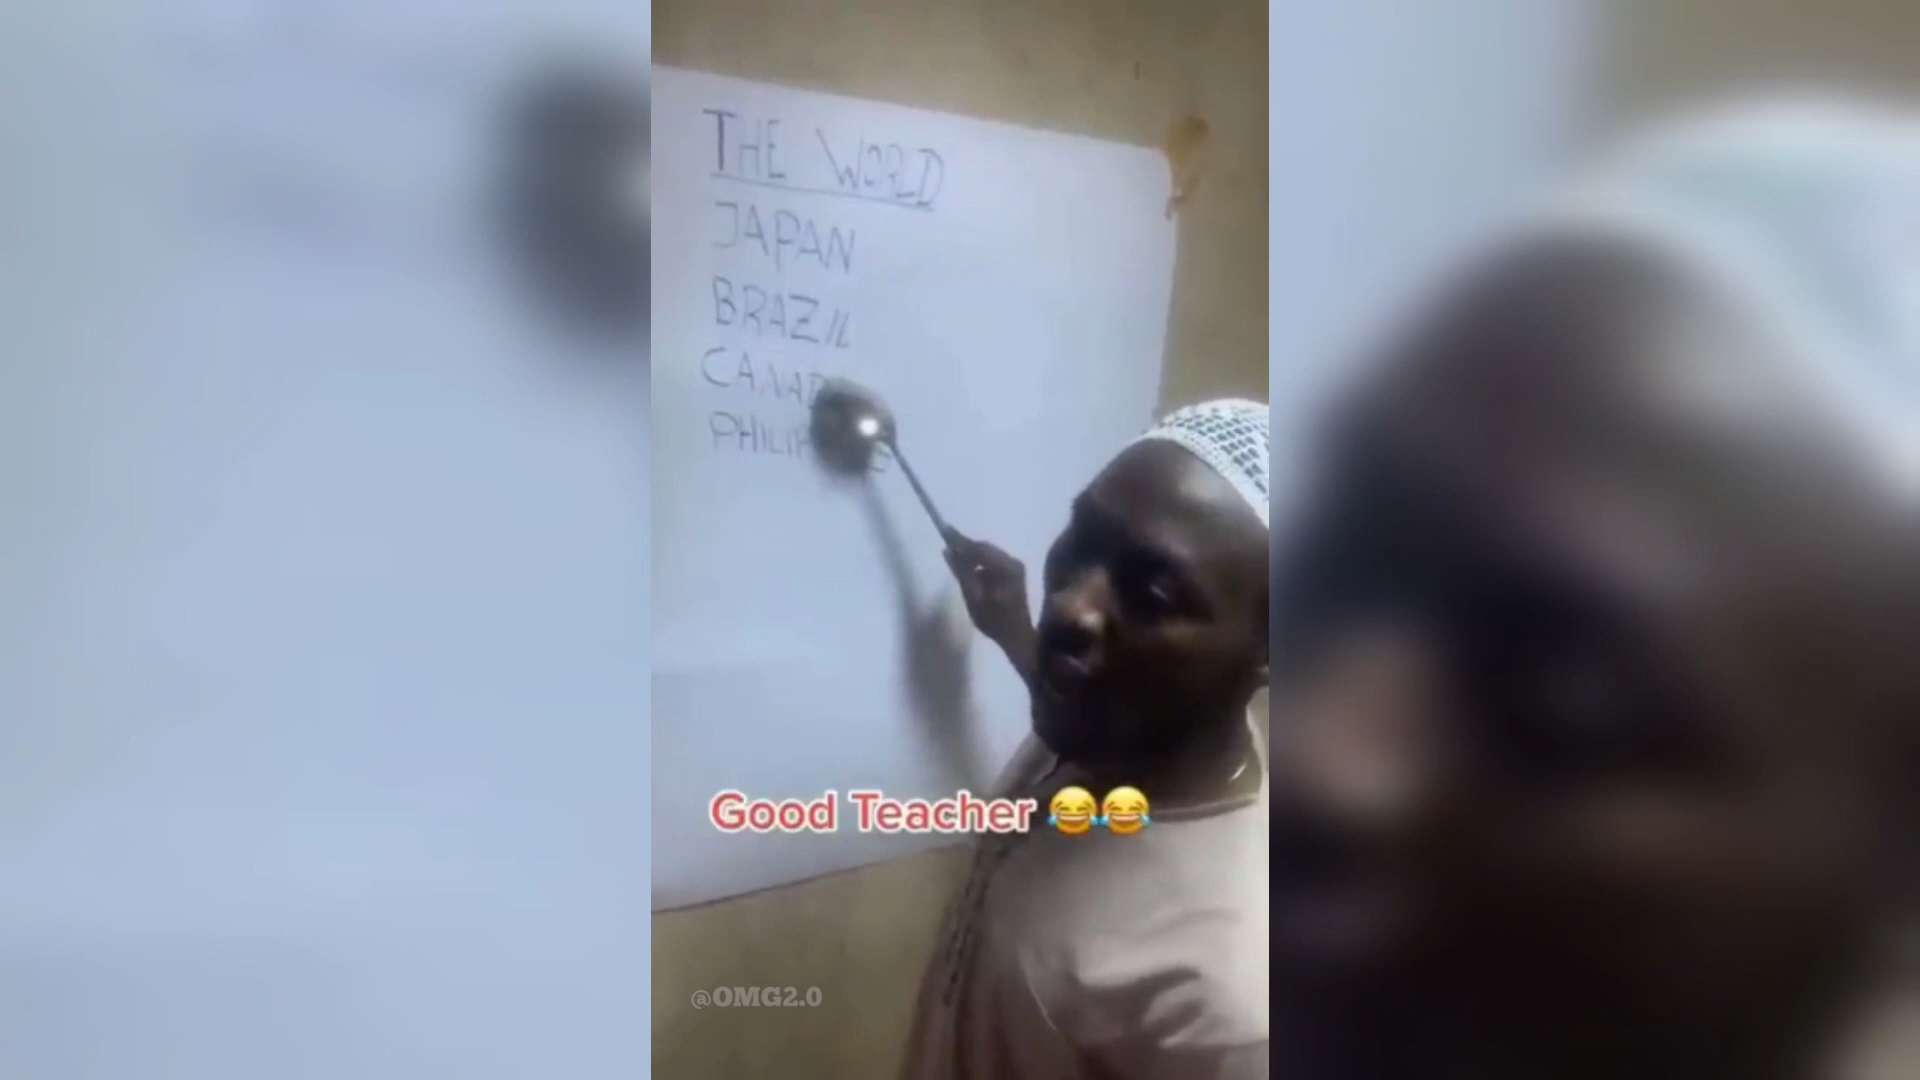 THE WORLD
JAPAN
BRAZIL
Good Teacher 😂😂
@OMG2.0